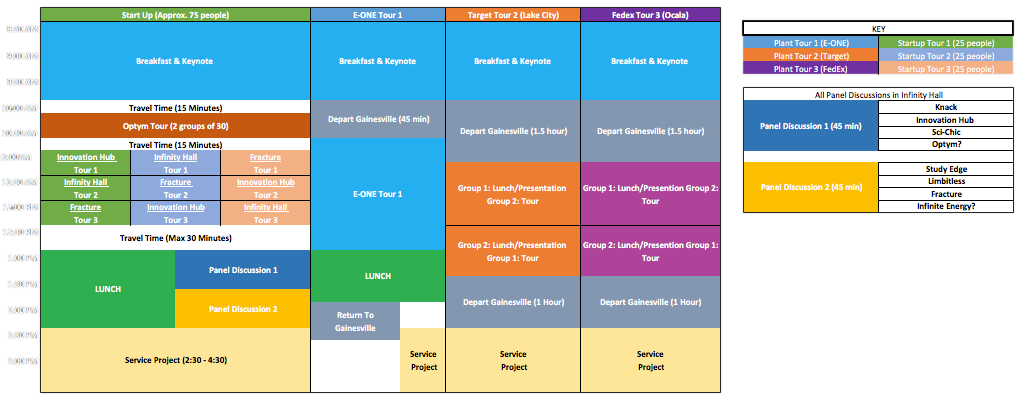 Start Up (Approx. 75 people)
E-ONE Tour 1
Target Tour 2 (Lake City)
Fedex Tour 3 (Ocala)
Breakfast & Keynote
Breakfast & Keynote
Breakfast & Keynote
Breakfast & Keynote
Travel Time (15 Minutes)
Depart Gainesville (45 min)
Depart Gainesville (1.5 hour)
Depart Gainesville (1.5 hour)
Optym Tour (2 groups of 30)
Travel Time (15 Minutes)
Innovation Hub
Tour 1
Infinity Hall
Tour 1
Fracture
Tour 1
Infinity Hall
Tour 2
Fracture
Tour 2
Innovation Hub
Tour 2
Fracture
Tour 3
Innovation Hub
Tour 3
Infinity Hall
Tour 3
E-ONE Tour 1
Group 1: Lunch/Presentation
Group 2: Tour
Group 1: Lunch/Presention Group 2:
Tour
Travel Time (Max 30 Minutes)
Group 2: Lunch/Presentation
Group 1: Tour
Group 2: Lunch/Presention Group 1:
Tour
LUNCH
Panel Discussion 1
Panel Discussion 2
LUNCH
Return To
Gainesville
Depart Gainesville (1 Hour)
Depart Gainesville (1 Hour)
Service Project (2:30 - 4:30)
Service
Project
Service
Project
Service
Project
KEY
Plant Tour 1 (E-ONE)
Startup Tour 1 (25 people)
Plant Tour 2 (Target)
Startup Tour 2 (25 people)
Plant Tour 3 (FedEx)
Startup Tour 3 (25 people)
All Panel Discussions in Infinity Hall
Panel Discussion 1 (45 min)
Knack
Innovation Hub
Sci-Chic
Optym?
Panel Discussion 2 (45 min)
Study Edge
Limbitless
Fracture
Infinite Energy?